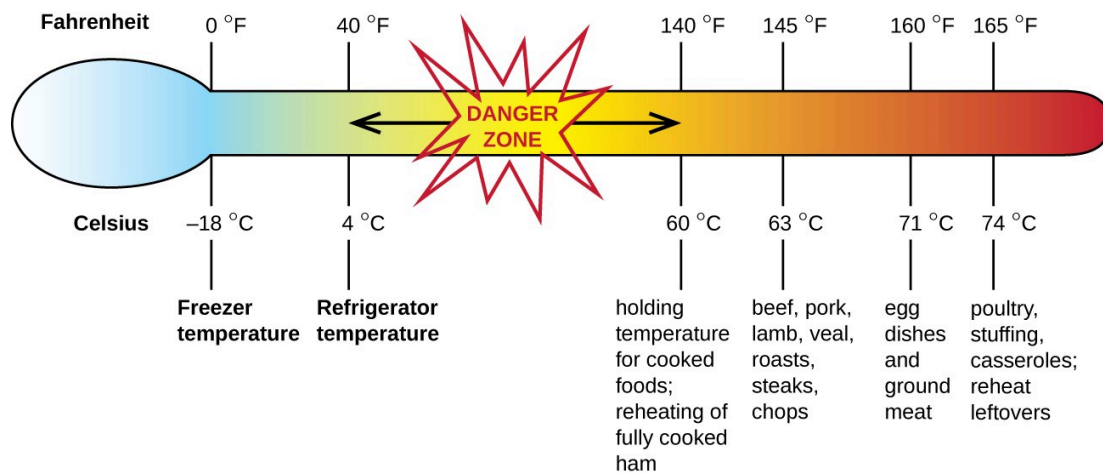 Fahrenheit 0 °F 40 °F 140 °F 145 °F 160 °F 165 °F
DANGER
ZONE
Celsius –18 °C 4 °C 60 °C 63 °C 71 °C 74 °C
Freezer
temperature
Refrigerator
temperature
holding
temperature
for cooked
foods;
reheating of
fully cooked
ham
beef, pork,
lamb, veal,
roasts,
steaks,
chops
egg
dishes
and
ground
meat
poultry,
stuffing,
casseroles;
reheat
leftovers